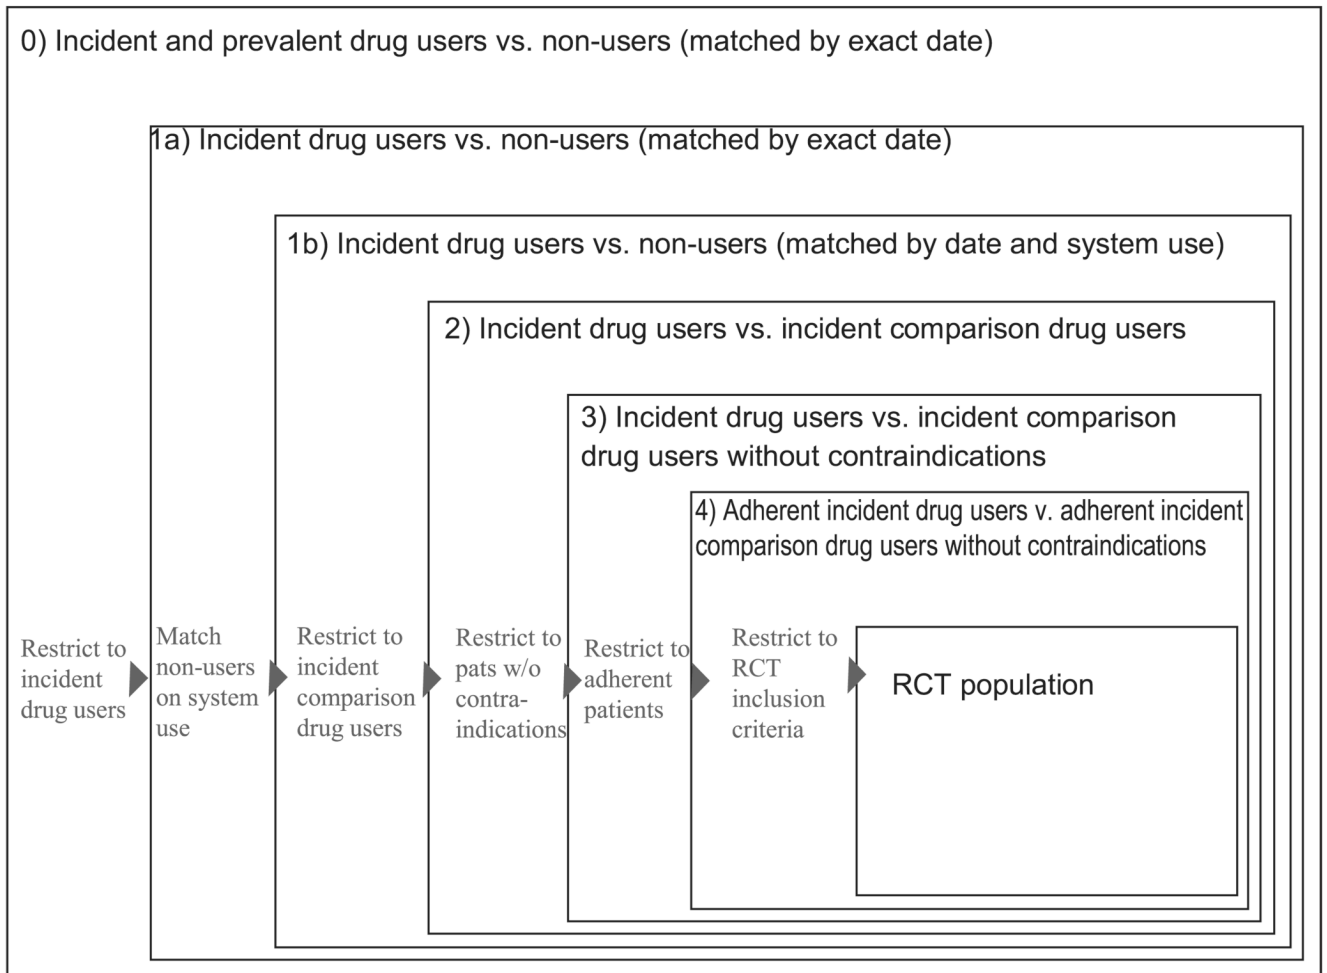 0) Incident and prevalent drug users vs. non-users (matched by exact date)
1a) Incident drug users vs. non-users (matched by exact date)
1b) Incident drug users vs. non-users (matched by date and system use)
2) Incident drug users vs. incident comparison drug users
3) Incident drug users vs. incident comparison
drug users without contraindications
4) Adherent incident drug users v. adherent incident
comparison drug users without contraindications
Restrict to
incident
drug users
Match
non-users
on system
use
Restrict to
incident
comparison
drug users
Restrict to
pats w/o
contra-
indications
Restrict to
adherent
patients
Restrict to
RCT
inclusion
criteria
RCT population